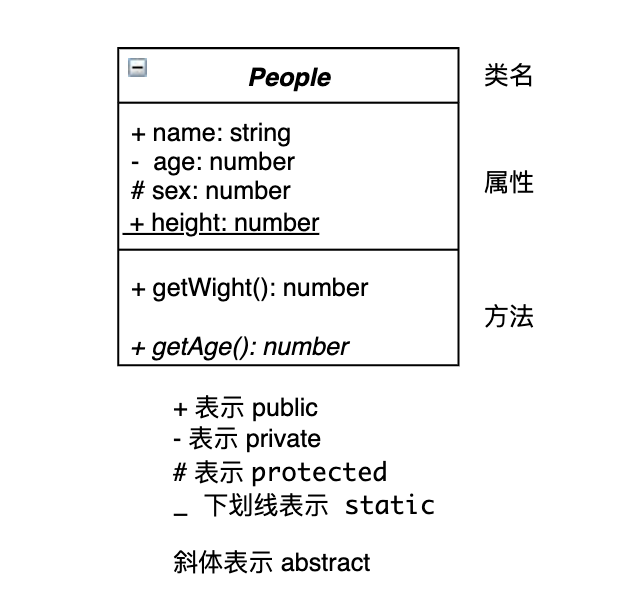 People
类名
+ name: string
- age: number
# sex: number
+ height: number
属性
+ getWight(): number
+ getAge(): number
方法
+ 表示 public
- 表示 private
# 表示 protected
_ 下划线表示 static
斜体表示 abstract